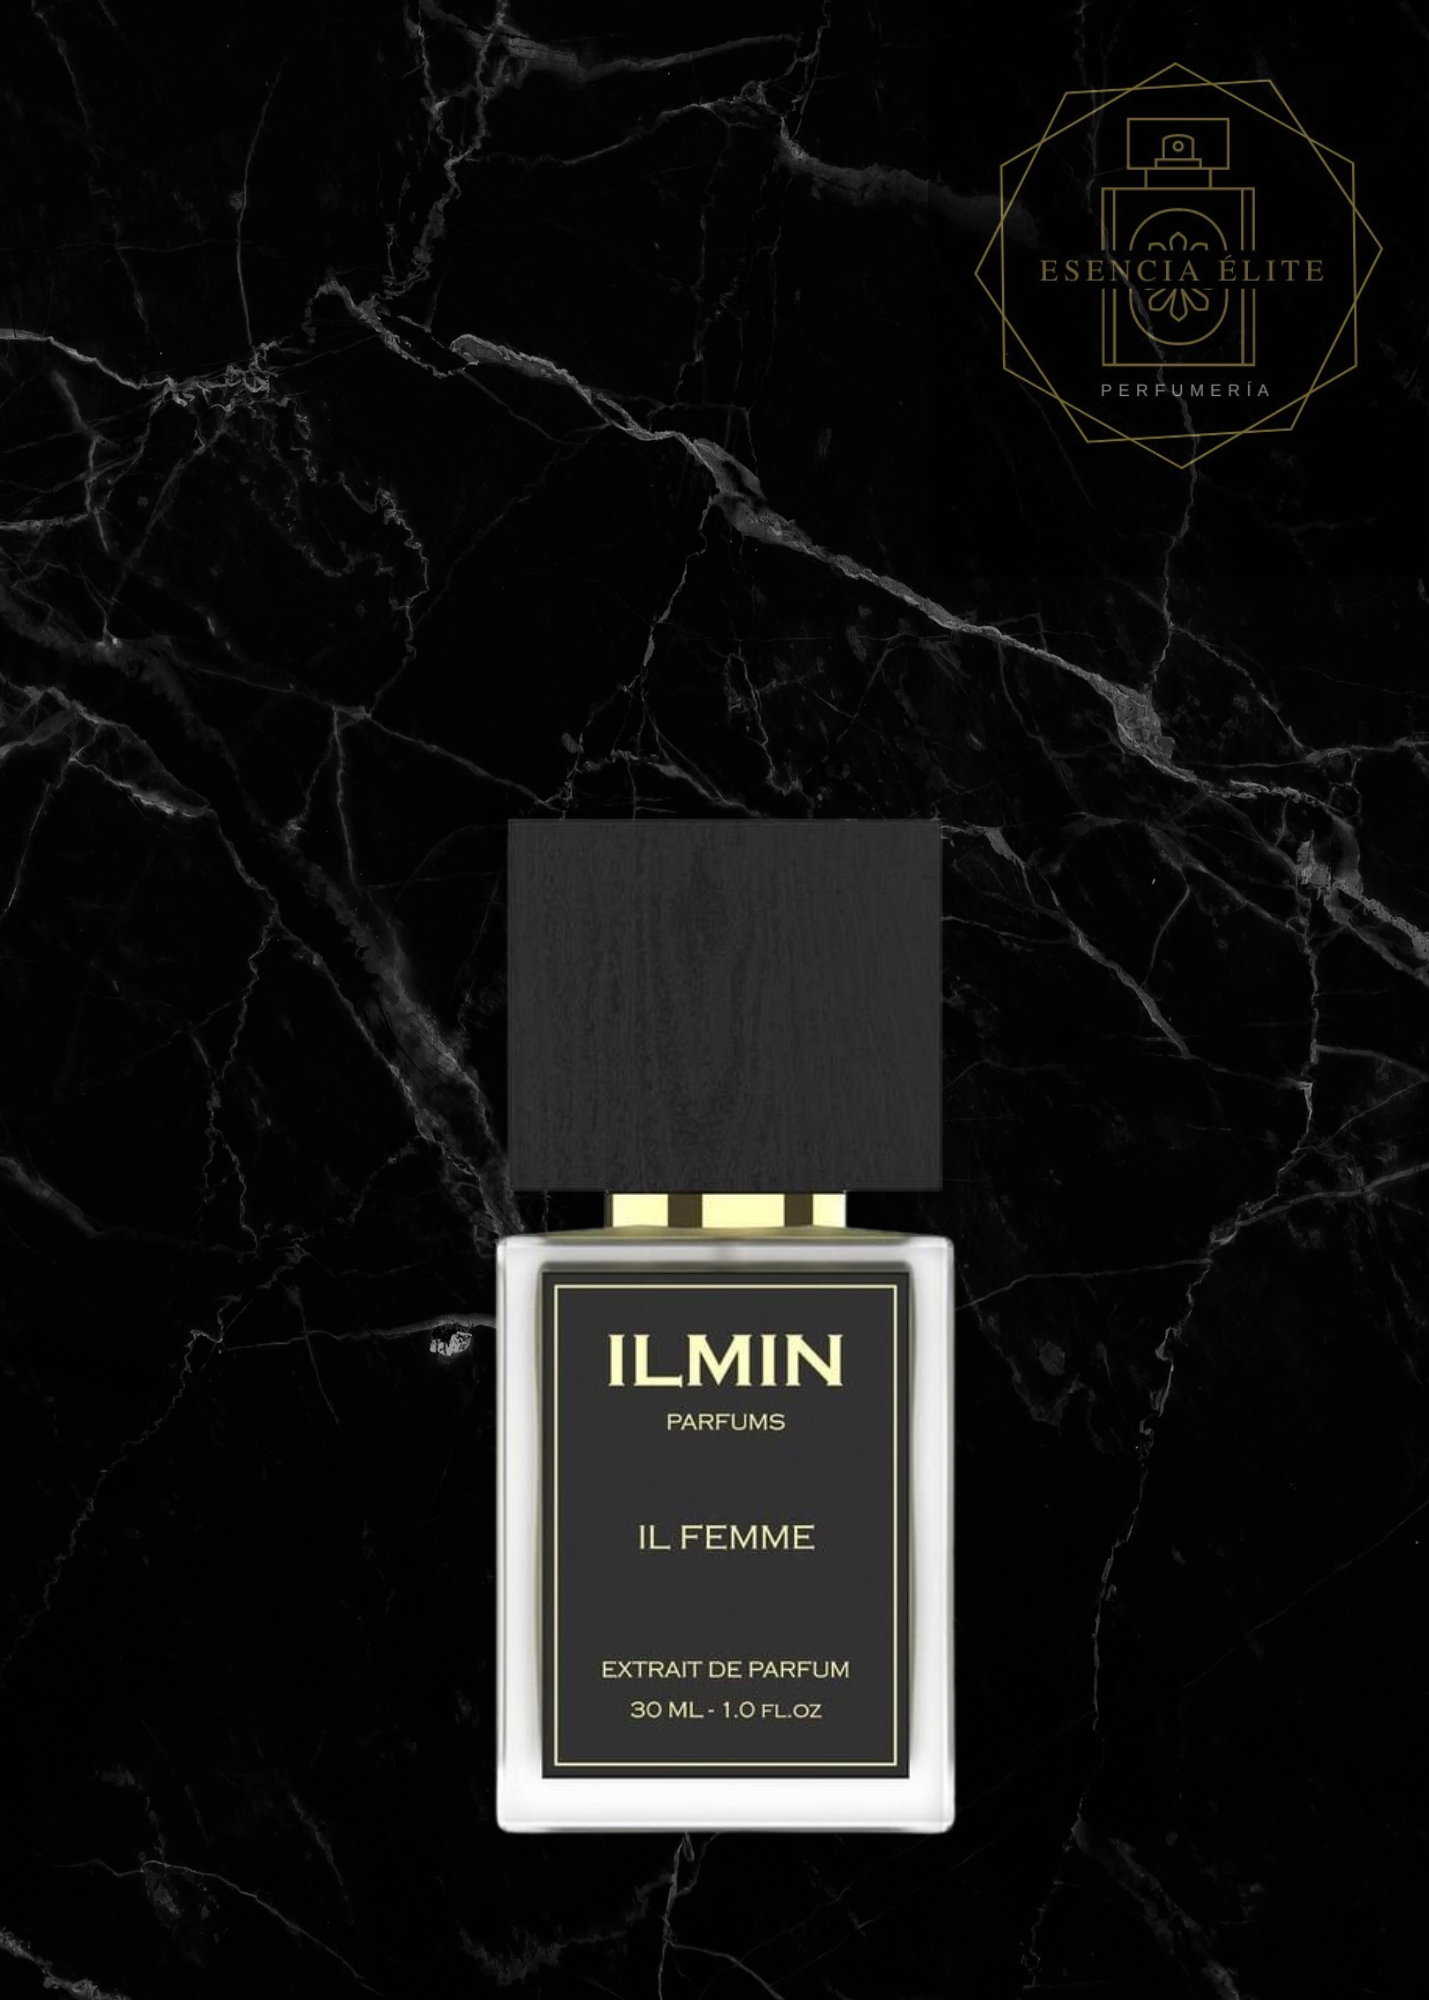 ESENCIA ÉLITE
PERFUMERÍA
ILMIN
PARFUMS
IL FEMME
EXTRAIT DE PARFUM
30 ML - 1.0 FL.OZ